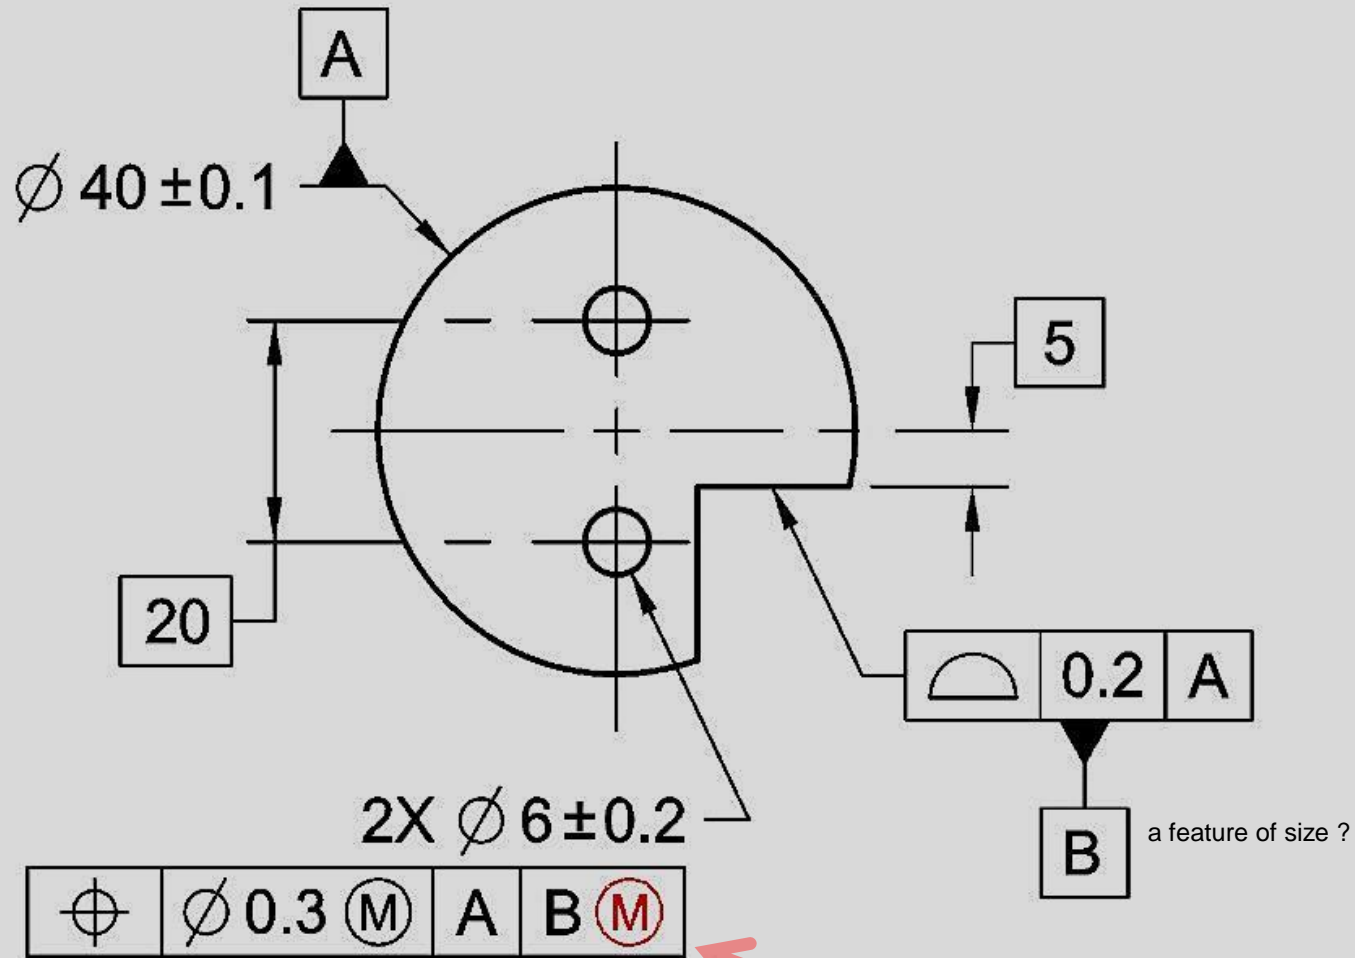 A
⌀ 40 ±0.1
5
20
⌓ 0.2 A
2X ⌀ 6±0.2
B
a feature of size ?
⌖ ⌀ 0.3 Ⓜ A B Ⓜ